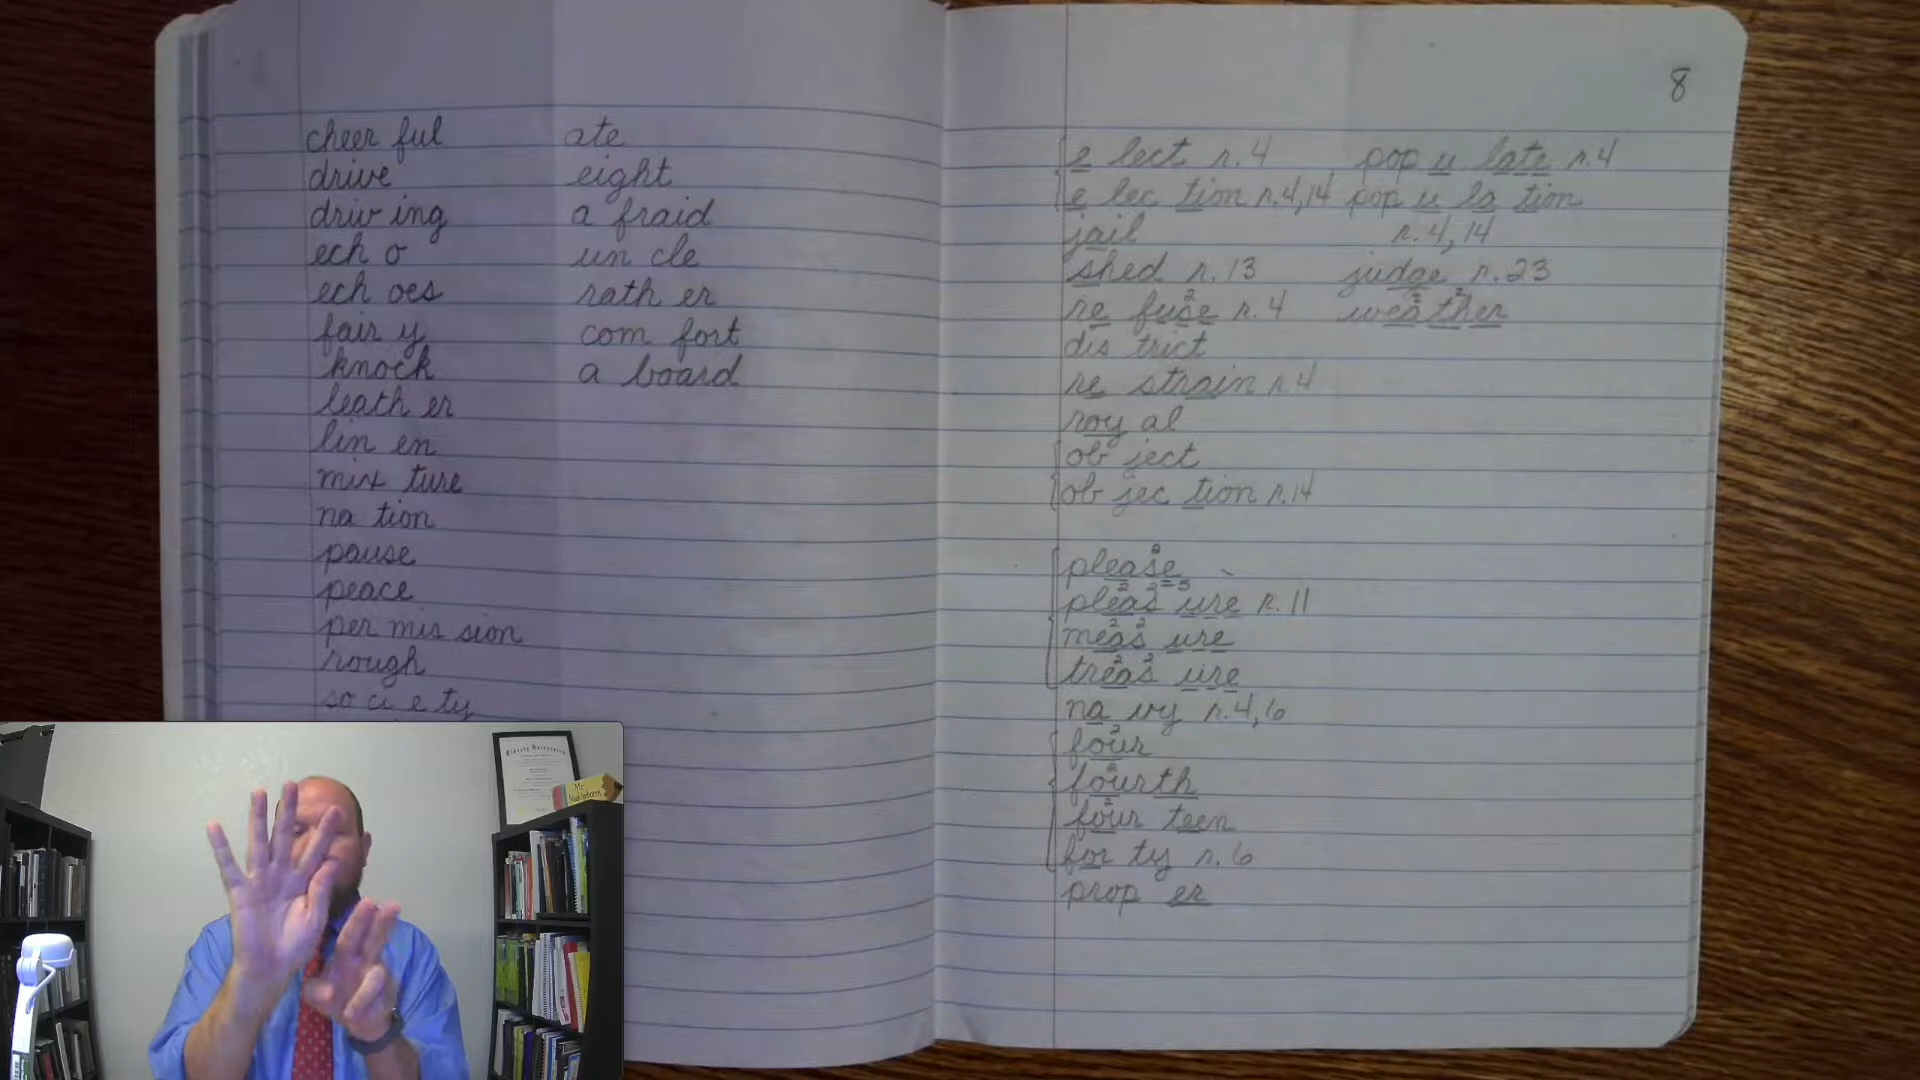 cheer ful
drive
driv ing
ech o
ech oes
fair y
knock
leath er
lin en
mix ture
na tion
pause
peace
per mis sion
rough
so ci e ty
ate
eight
a fraid
un cle
rath er
com fort
a board
8
e lect r.4
e lec tion r.4,14
jail
shed r.13
re fuse² r.4
dis trict
re strain r.4
roy al
ob ject
ob jec tion r.14
please²
pleas ure r.11
meas ure
treas ure
na vy r.4,6
four
fourth
four teen
for ty r.6
prop er
pop u late r.4
pop u la tion
r.4,14
judge r.23
weather